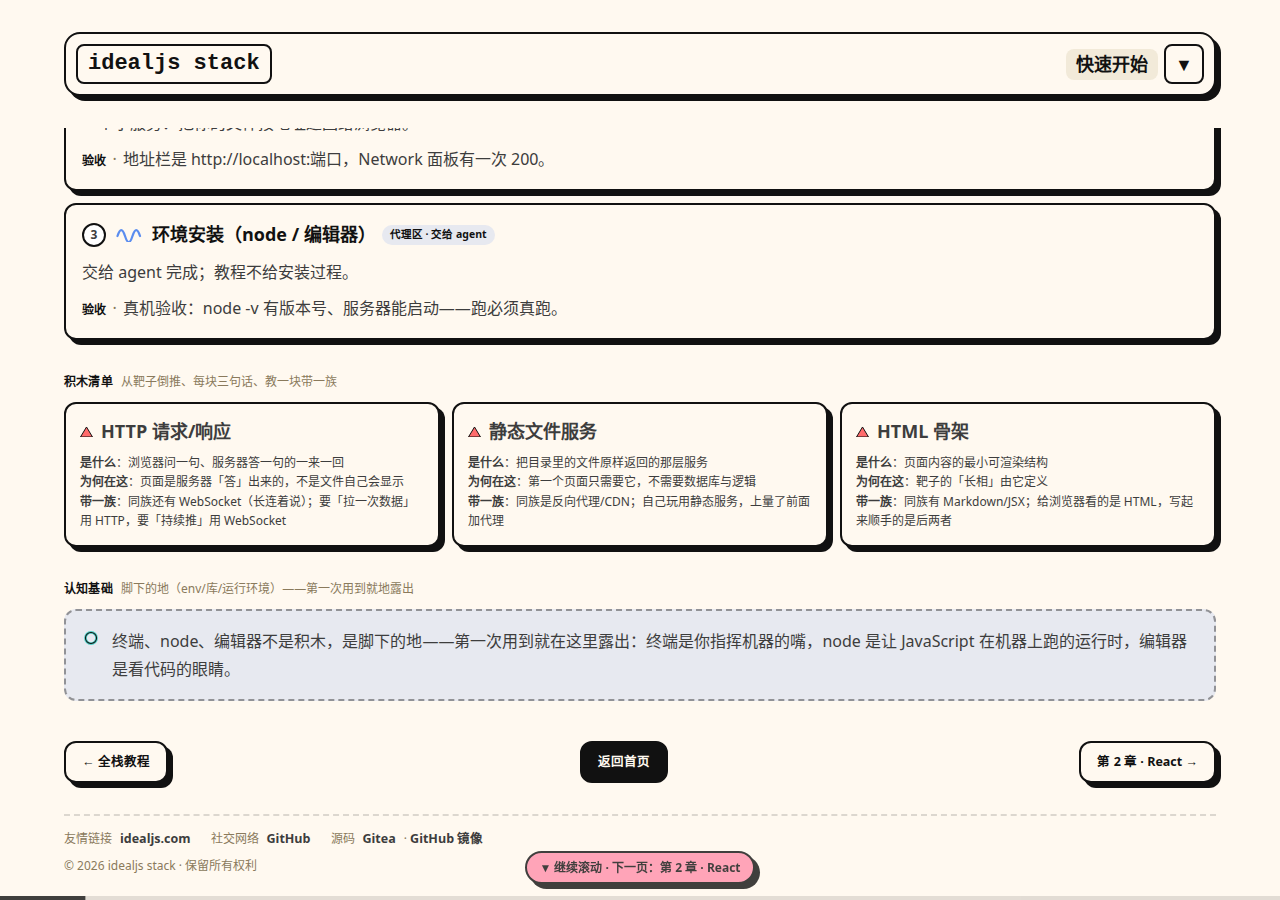 idealjs stack
快速开始
▼
验收 · 地址栏是 http://localhost:端口，Network 面板有一次 200。
3 环境安装（node / 编辑器） 代理区 · 交给 agent
交给 agent 完成；教程不给安装过程。
验收 · 真机验收：node -v 有版本号、服务器能启动——跑必须真跑。
积木清单 从靶子倒推、每块三句话、教一块带一族
HTTP 请求/响应
是什么：浏览器问一句、服务器答一句的一来一回
为何在这：页面是服务器「答」出来的，不是文件自己会显示
带一族：同族还有 WebSocket（长连着说）；要「拉一次数据」
用 HTTP，要「持续推」用 WebSocket
静态文件服务
是什么：把目录里的文件原样返回的那层服务
为何在这：第一个页面只需要它，不需要数据库与逻辑
带一族：同族是反向代理/CDN；自己玩用静态服务，上量了前面
加代理
HTML 骨架
是什么：页面内容的最小可渲染结构
为何在这：靶子的「长相」由它定义
带一族：同族有 Markdown/JSX；给浏览器看的是 HTML，写起
来顺手的是后两者
认知基础 脚下的地（env/库/运行环境）——第一次用到就地露出
终端、node、编辑器不是积木，是脚下的地——第一次用到就在这里露出：终端是你指挥机器的嘴，node 是让 JavaScript 在机器上跑的运行时，编辑器
是看代码的眼睛。
← 全栈教程
返回首页
第 2 章 · React →
友情链接 idealjs.com 社交网络 GitHub 源码 Gitea · GitHub 镜像
© 2026 idealjs stack · 保留所有权利
▼ 继续滚动 · 下一页：第 2 章 · React